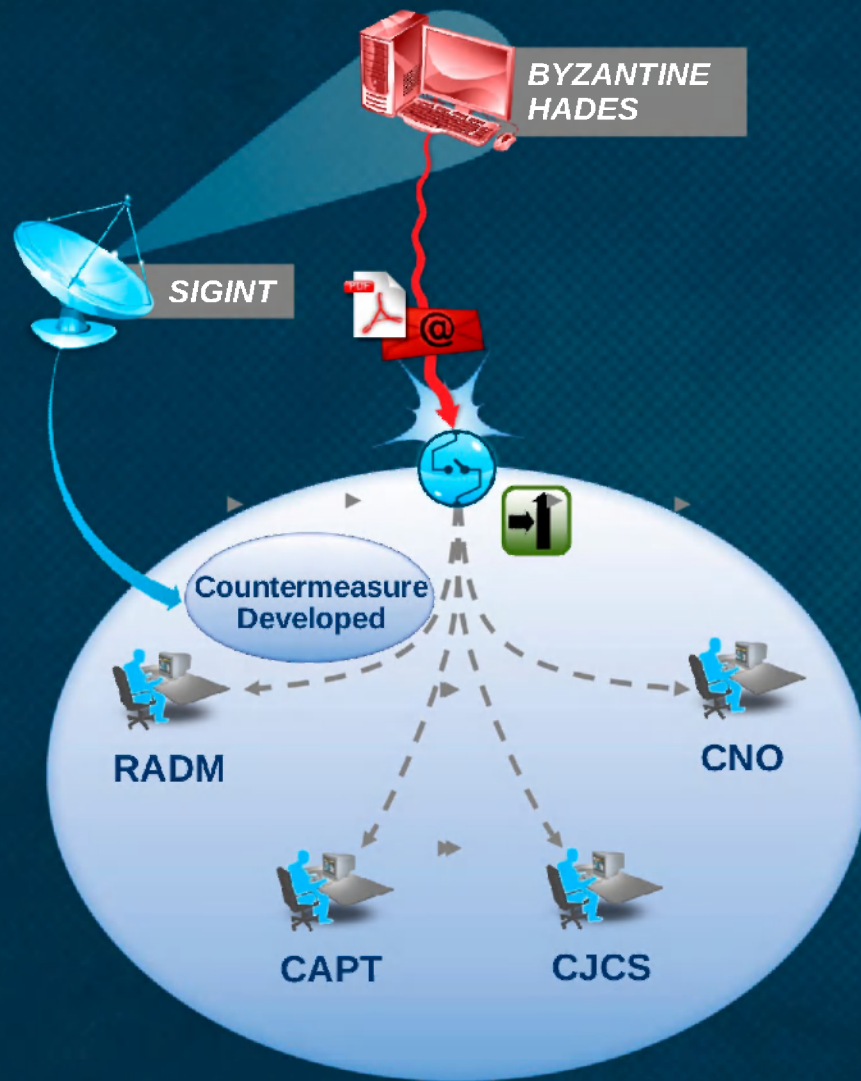 BYZANTINE
HADES
SIGINT
PDF
@
Countermeasure
Developed
RADM
CNO
CAPT
CJCS